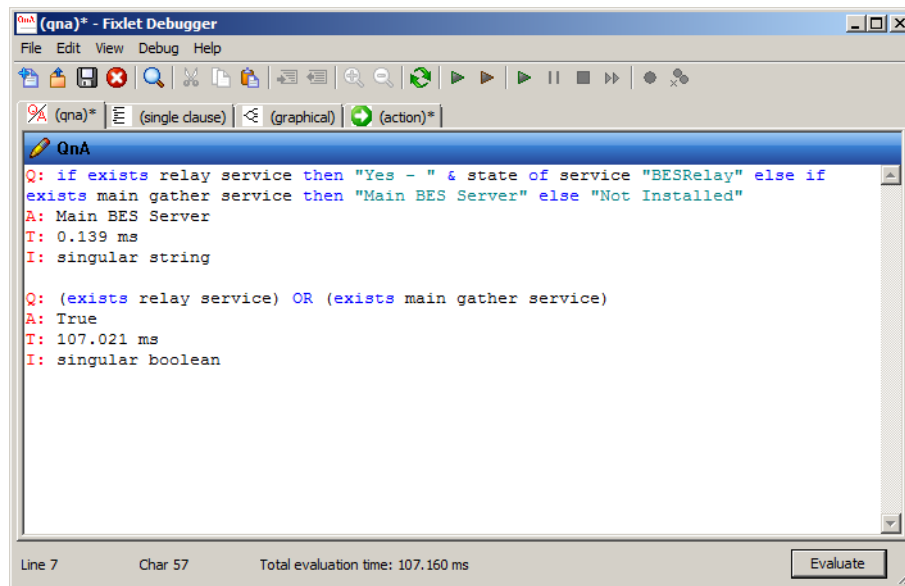 (qna)* - Fixlet Debugger
File Edit View Debug Help
(qna)* (single clause) (graphical) (action)*
QnA
Q: if exists relay service then "Yes - " & state of service "BESRelay" else if
exists main gather service then "Main BES Server" else "Not Installed"
A: Main BES Server
T: 0.139 ms
I: singular string
Q: (exists relay service) OR (exists main gather service)
A: True
T: 107.021 ms
I: singular boolean
Line 7 Char 57 Total evaluation time: 107.160 ms Evaluate